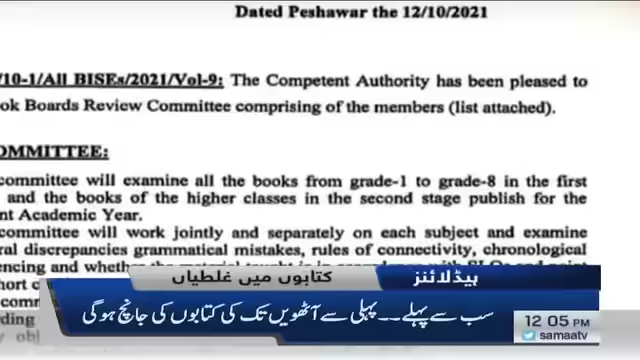 Dated Peshawar the 12/10/2021
/10-1/All BISEs/2021/Vol-9: The Competent Authority has been pleased to
ok Boards Review Committee comprising of the members (list attached).
OMMITTEE:
committee will examine all the books from grade-1 to grade-8 in the first
and the books of the higher classes in the second stage publish for the
nt Academic Year.
committee will work jointly and separately on each subject and examine
ral discrepancies grammatical mistakes, rules of connectivity, chronological
encing and whether
hort c
comm
ding
y obj
ہیڈلائنز
کتابوں میں غلطیاں
سب سے پہلے۔۔پہلی سے آٹھویں تک کی کتابوں کی جانچ ہوگی
12:05 PM
samaatv